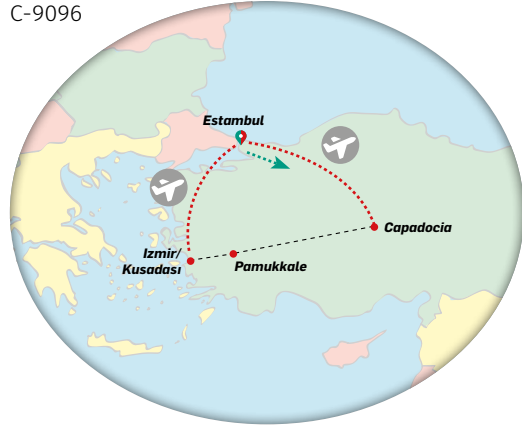 C-9096
Estambul
Capadocia
Izmir/
Kusadası
Pamukkale